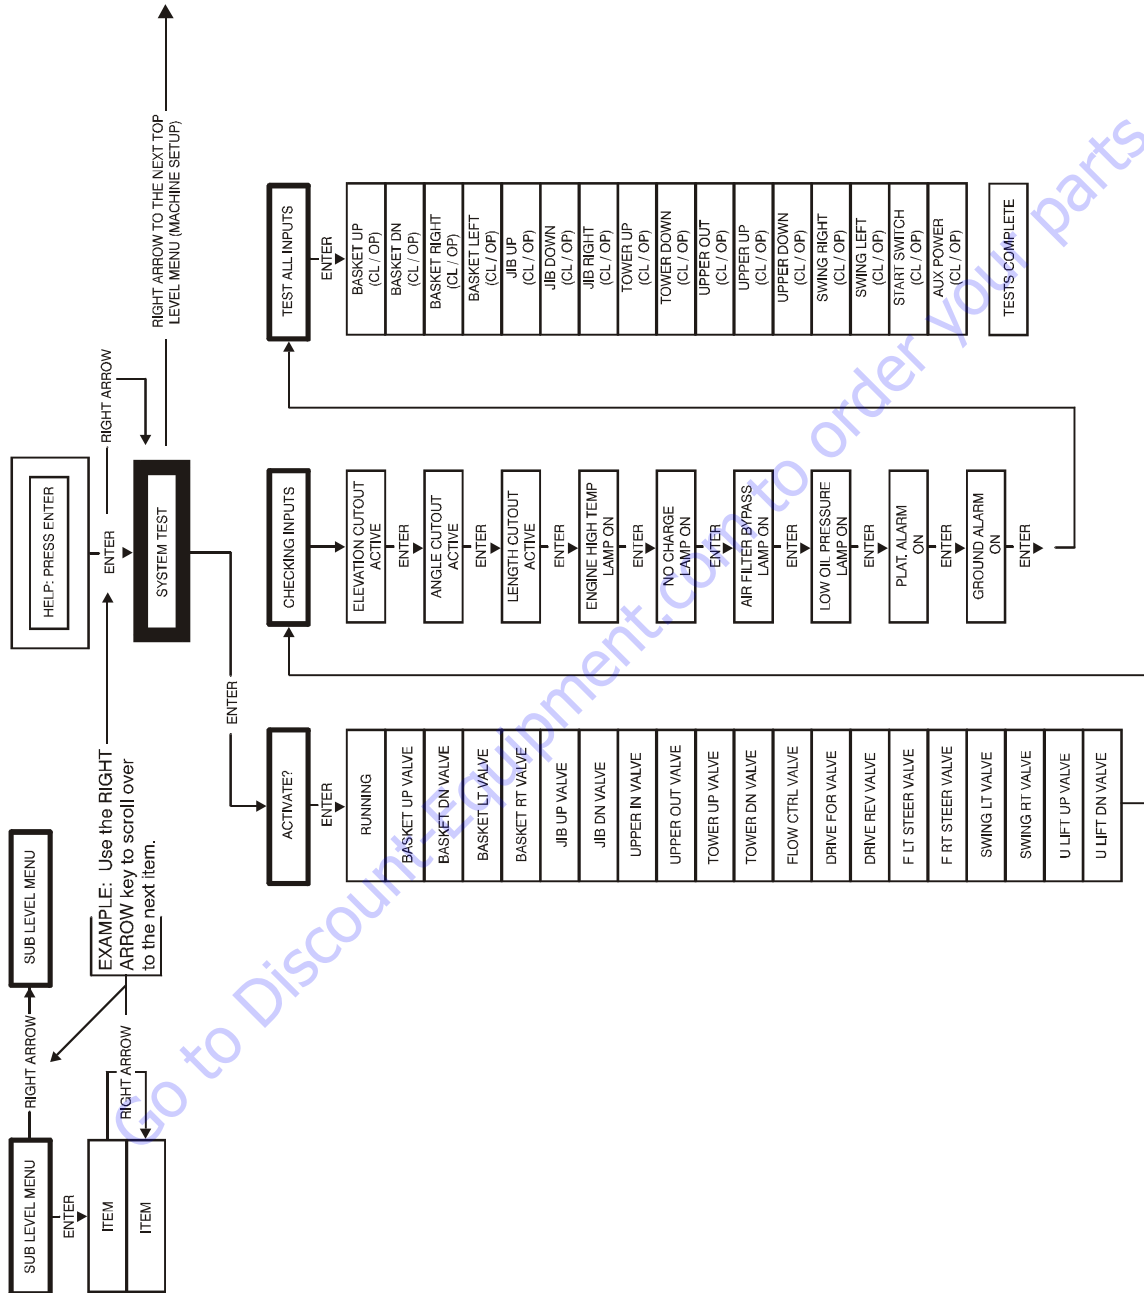 HELP: PRESS ENTER
ENTER
RIGHT ARROW
SYSTEM TEST
RIGHT ARROW TO THE NEXT TOP
LEVEL MENU (MACHINE SETUP)
SUB LEVEL MENU
RIGHT ARROW
SUB LEVEL MENU
ENTER
ITEM
ITEM
RIGHT ARROW
EXAMPLE: Use the RIGHT
ARROW key to scroll over
to the next item.
ENTER
ACTIVATE?
ENTER
RUNNING
BASKET UP VALVE
BASKET DN VALVE
BASKET LT VALVE
BASKET RT VALVE
JIB UP VALVE
JIB DN VALVE
UPPER IN VALVE
UPPER OUT VALVE
TOWER UP VALVE
TOWER DN VALVE
FLOW CTRL VALVE
DRIVE FOR VALVE
DRIVE REV VALVE
F LT STEER VALVE
F RT STEER VALVE
SWING LT VALVE
SWING RT VALVE
U LIFT UP VALVE
U LIFT DN VALVE
CHECKING INPUTS
ELEVATION CUTOUT
ACTIVE
ENTER
ANGLE CUTOUT
ACTIVE
ENTER
LENGTH CUTOUT
ACTIVE
ENTER
ENGINE HIGH TEMP
LAMP ON
ENTER
NO CHARGE
LAMP ON
ENTER
AIR FILTER BYPASS
LAMP ON
ENTER
LOW OIL PRESSURE
LAMP ON
ENTER
PLAT. ALARM
ON
ENTER
GROUND ALARM
ON
ENTER
TEST ALL INPUTS
ENTER
BASKET UP
(CL / OP)
BASKET DN
(CL / OP)
BASKET RIGHT
(CL / OP)
BASKET LEFT
(CL / OP)
JIB UP
(CL / OP)
JIB DOWN
(CL / OP)
JIB RIGHT
(CL / OP)
TOWER UP
(CL / OP)
TOWER DOWN
(CL / OP)
UPPER OUT
(CL / OP)
UPPER UP
(CL / OP)
UPPER DOWN
(CL / OP)
SWING RIGHT
(CL / OP)
SWING LEFT
(CL / OP)
START SWITCH
(CL / OP)
AUX POWER
(CL / OP)
TESTS COMPLETE
Go to Discount-Equipment.com to order your parts